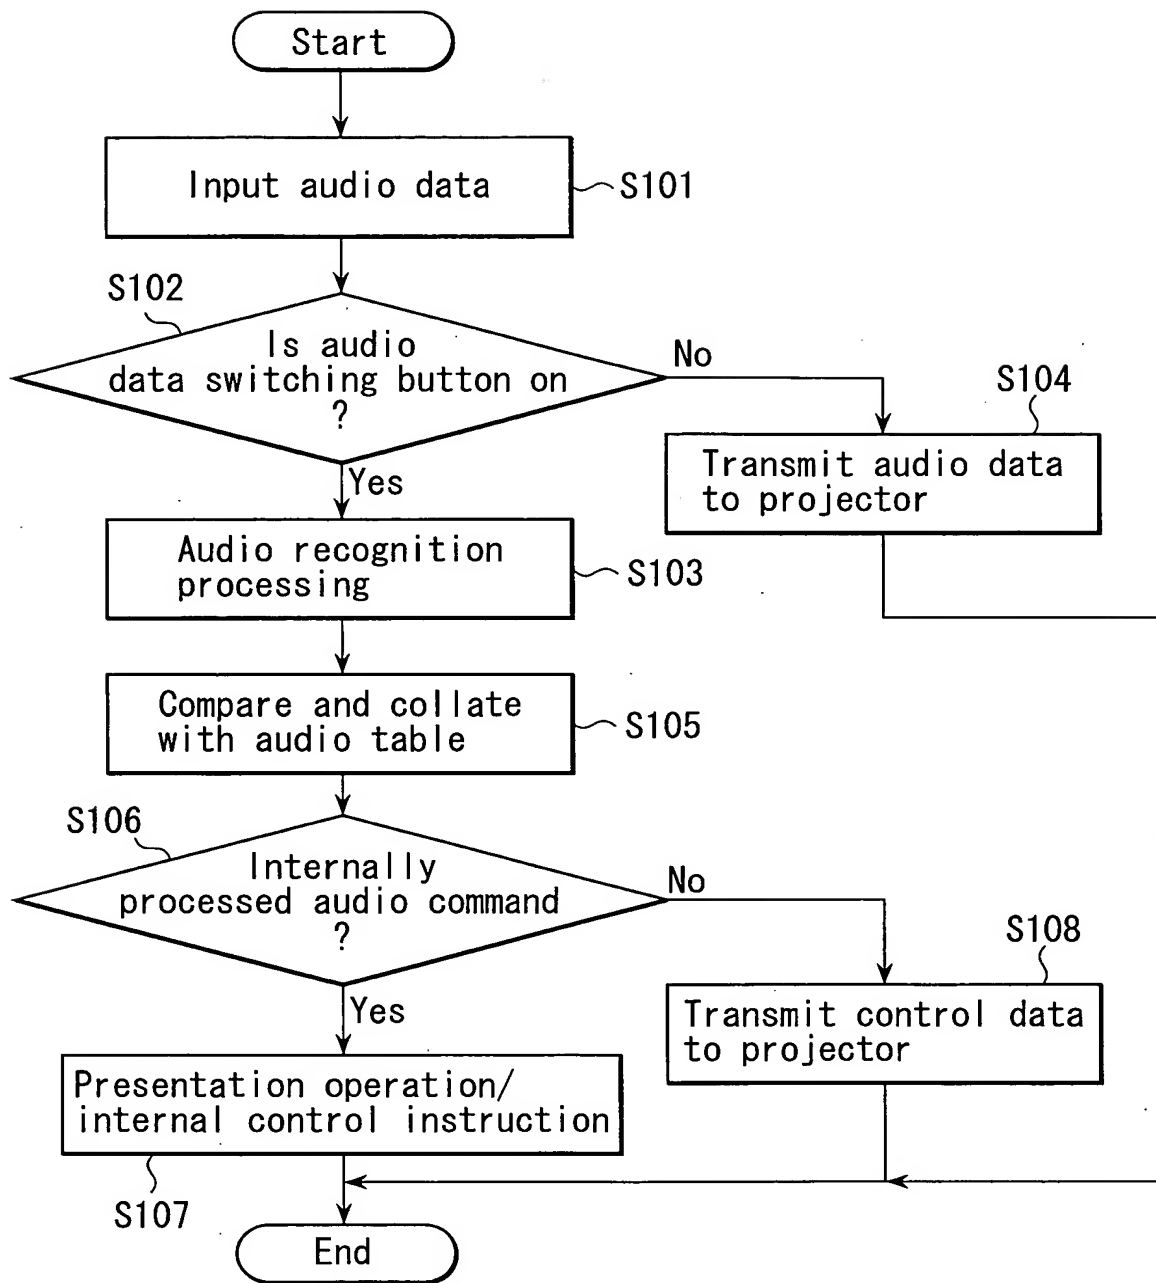 Start
Input audio data
S101
S102
Is audio
data switching button on
?
No
Yes
S104
Transmit audio data
to projector
Audio recognition
processing
S103
Compare and collate
with audio table
S105
S106
Internally
processed audio command
?
No
Yes
S108
Transmit control data
to projector
Presentation operation/
internal control instruction
S107
End